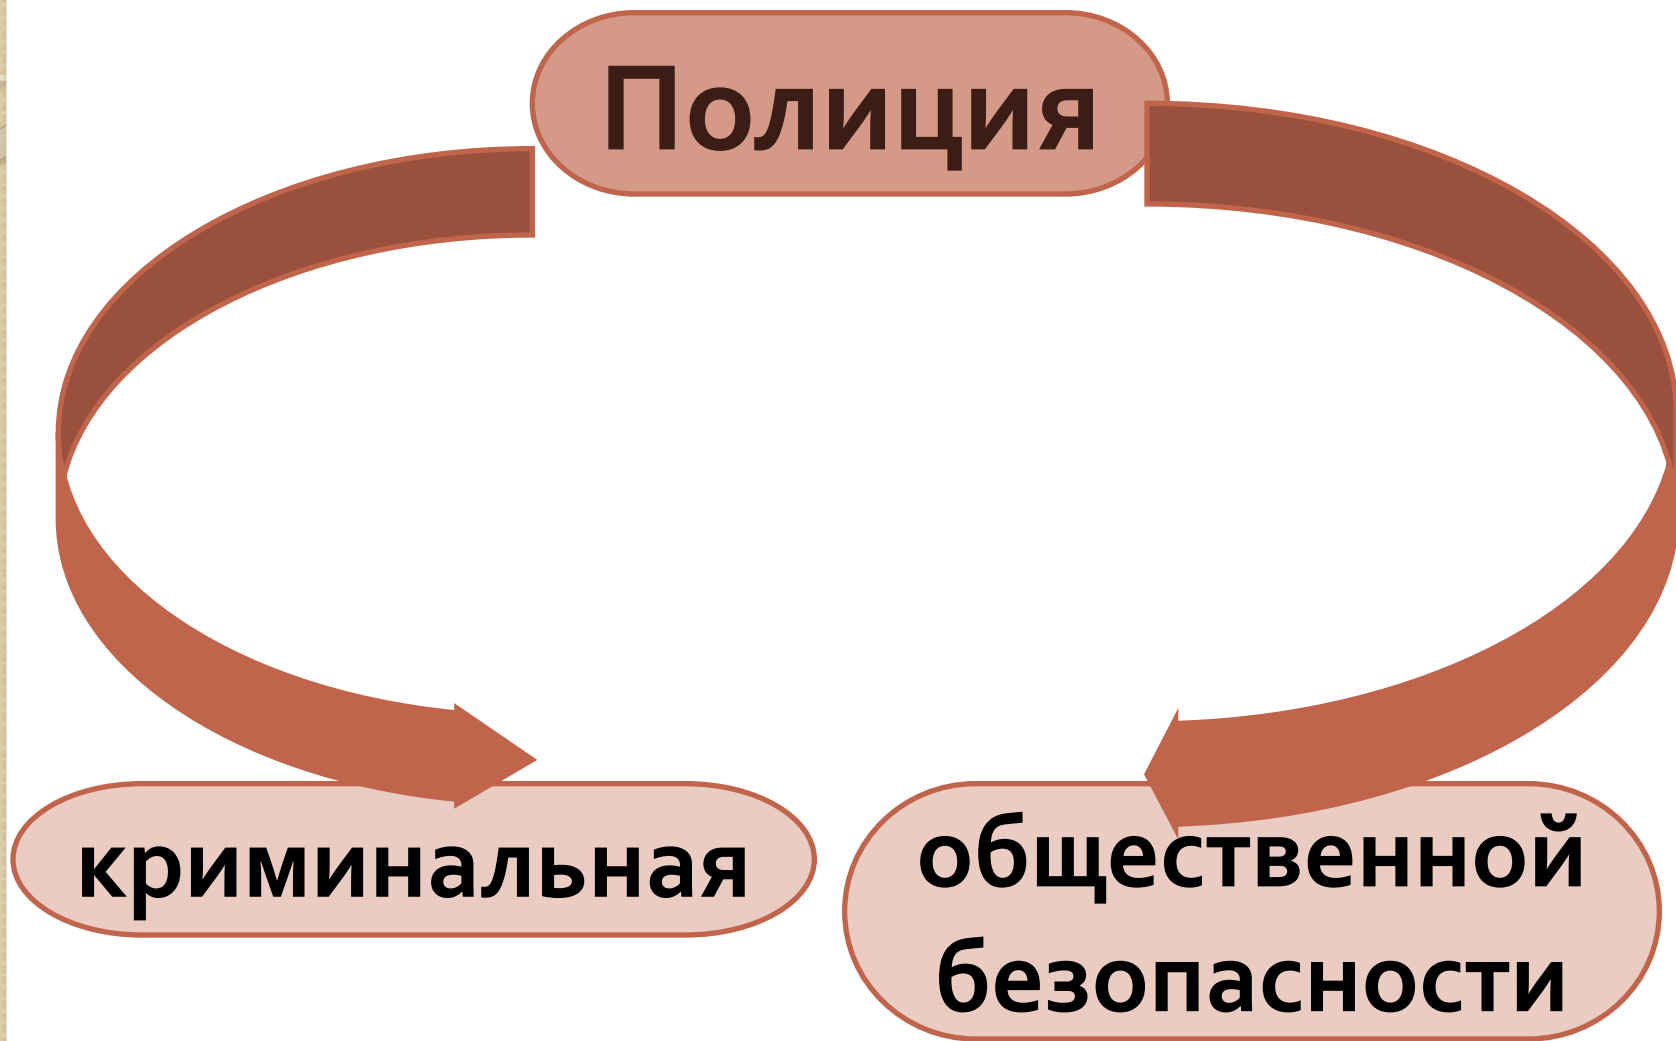 Полиция
криминальная
общественной
безопасности